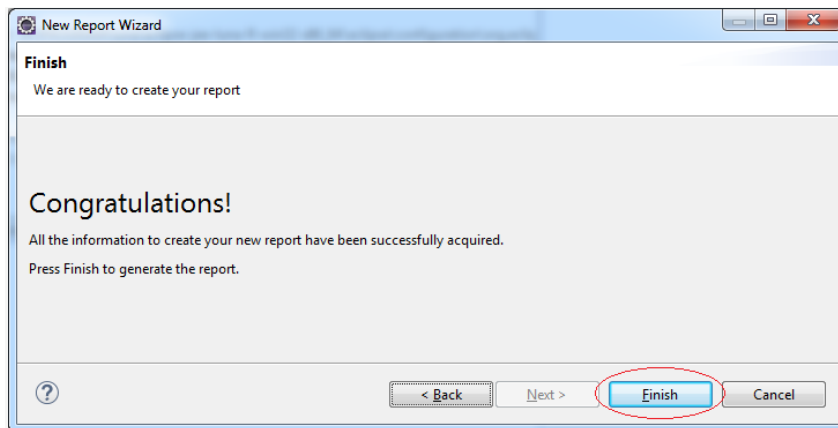 New Report Wizard
Finish
We are ready to create your report
Congratulations!
All the information to create your new report have been successfully acquired.
Press Finish to generate the report.
< Back Next > Finish Cancel